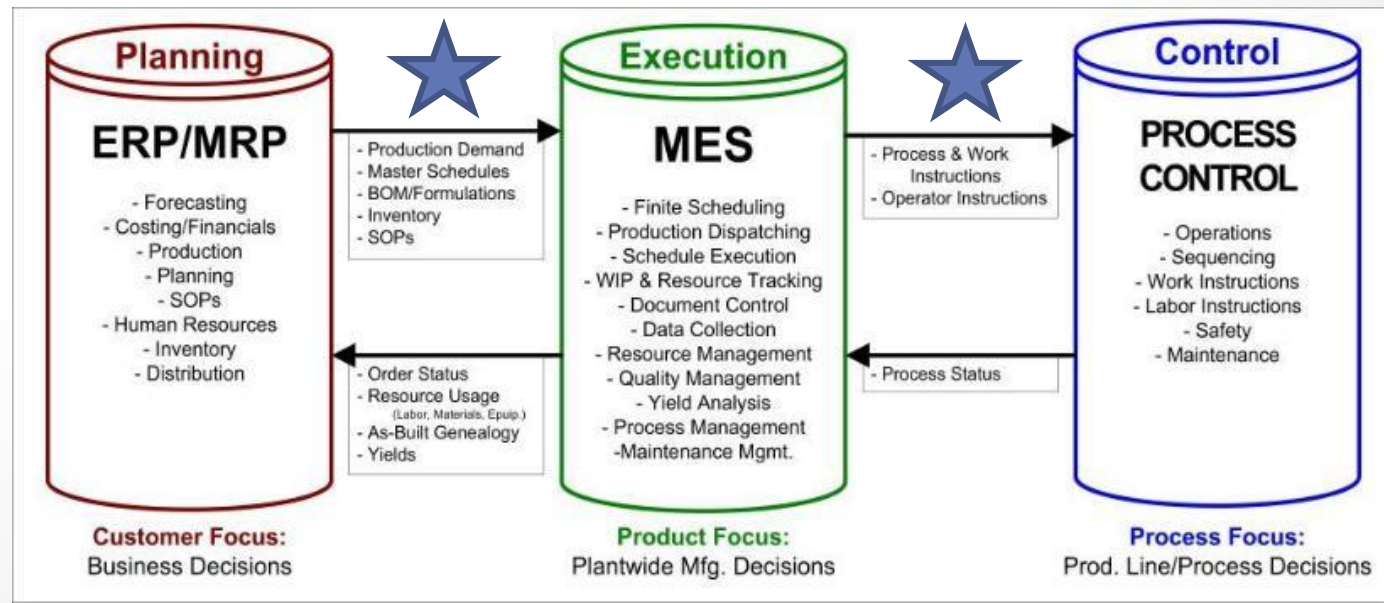 Planning
ERP/MRP
- Forecasting
- Costing/Financials
- Production
- Planning
- SOPs
- Human Resources
- Inventory
- Distribution
Customer Focus:
Business Decisions
- Production Demand
- Master Schedules
- BOM/Formulations
- Inventory
- SOPs
- Order Status
- Resource Usage
(Labor, Materials, Epuip.)
- As-Built Genealogy
- Yields
Execution
MES
- Finite Scheduling
- Production Dispatching
- Schedule Execution
- WIP & Resource Tracking
- Document Control
- Data Collection
- Resource Management
- Quality Management
- Yield Analysis
- Process Management
-Maintenance Mgmt.
Product Focus:
Plantwide Mfg. Decisions
- Process & Work
Instructions
- Operator Instructions
- Process Status
Control
PROCESS
CONTROL
- Operations
- Sequencing
- Work Instructions
- Labor Instructions
- Safety
- Maintenance
Process Focus:
Prod. Line/Process Decisions